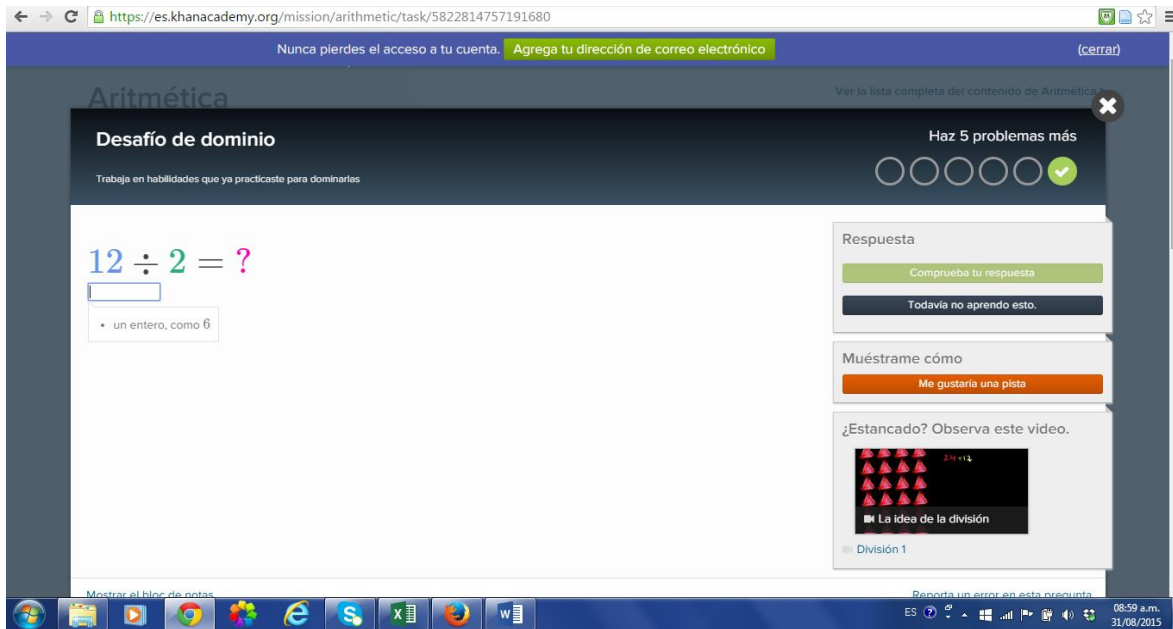 https://es.khanacademy.org/mission/arithmetic/task/5822814757191680
Nunca pierdes el acceso a tu cuenta. Agrega tu dirección de correo electrónico (cerrar)
Aritmética
Ver la lista completa del contenido de Aritmética
Desafío de dominio
Haz 5 problemas más
Trabaja en habilidades que ya practicaste para dominarlas
12 ÷ 2 = ?
• un entero, como 6
Respuesta
Comprueba tu respuesta
Todavía no aprendo esto.
Muéstrame cómo
Me gustaría una pista
¿Estancado? Observa este video.
24÷12
La idea de la división
División 1
Mostrar el bloc de notas
Reporta un error en esta pregunta
ES
08:59 a.m.
31/08/2015